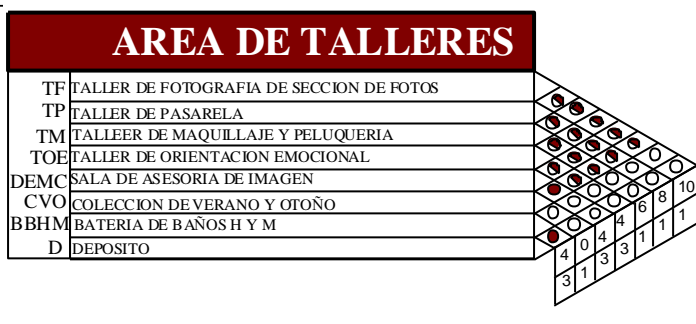 AREA DE TALLERES
TF TALLER DE FOTOGRAFIA DE SECCION DE FOTOS
TP TALLER DE PASARELA
TM TALLEER DE MAQUILLAJE Y PELUQUERIA
TOE TALLER DE ORIENTACION EMOCIONAL
DEMC SALA DE ASESORIA DE IMAGEN
CVO COLECCION DE VERANO Y OTOÑO
BBHM BATERIA DE BAÑOS H Y M
D DEPOSITO
4 0 4 4 6 8 10
3 1 3 3 1 1 1